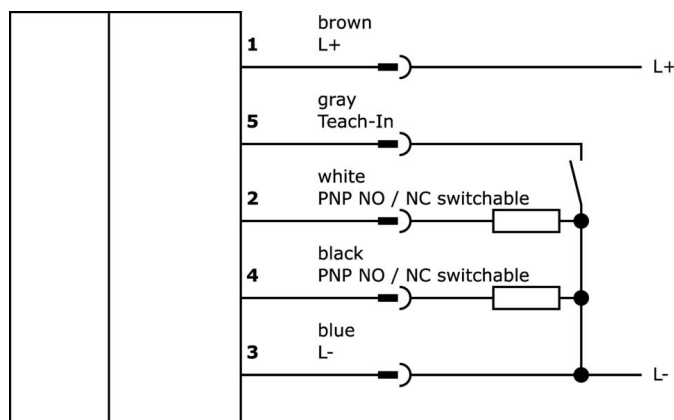 brown
1 L+
L+
gray
5 Teach-In
white
2 PNP NO / NC switchable
black
4 PNP NO / NC switchable
blue
3 L-
L-